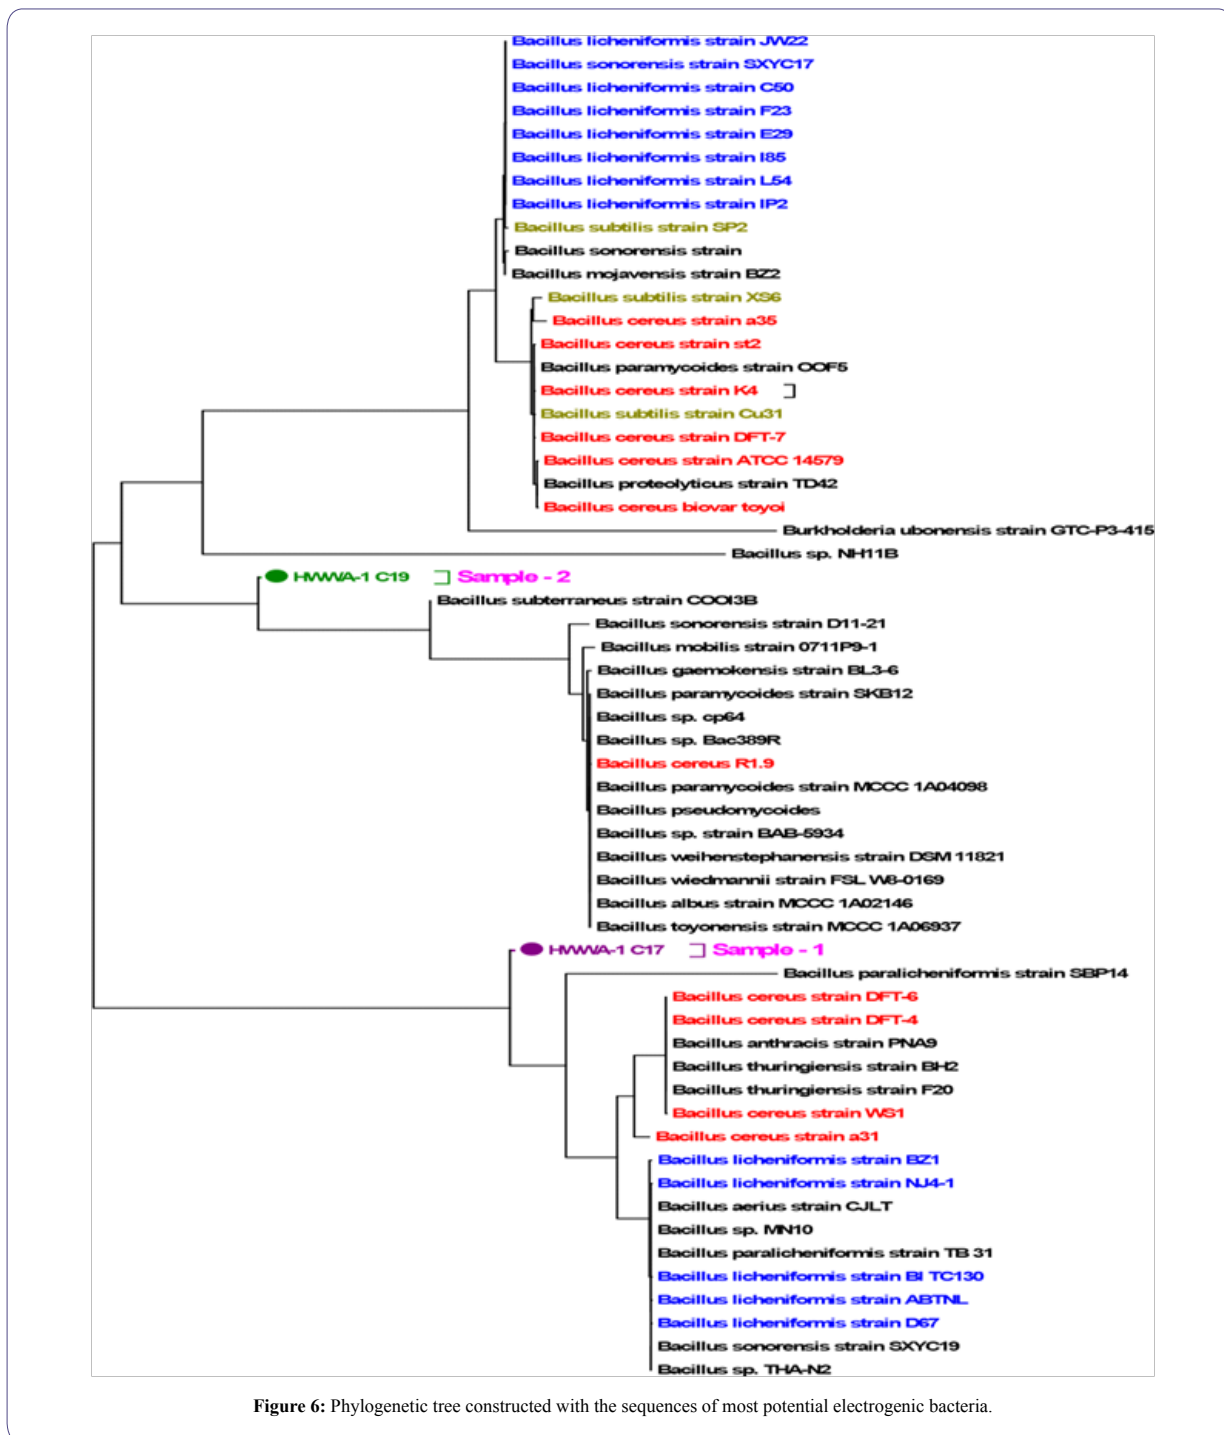 Bacillus licheniformis strain JW22
Bacillus sonorensis strain SXYC17
Bacillus licheniformis strain C50
Bacillus licheniformis strain F23
Bacillus licheniformis strain E29
Bacillus licheniformis strain I85
Bacillus licheniformis strain L54
Bacillus licheniformis strain IP2
Bacillus subtilis strain SP2
Bacillus sonorensis strain
Bacillus mojavensis strain BZ2
Bacillus subtilis strain XS6
Bacillus cereus strain a35
Bacillus cereus strain st2
Bacillus paramycoides strain OOF5
Bacillus cereus strain K4
Bacillus subtilis strain Cu31
Bacillus cereus strain DFT-7
Bacillus cereus strain ATCC 14579
Bacillus proteolyticus strain TD42
Bacillus cereus biovar toyoi
Burkholderia ubonensis strain GTC-P3-415
Bacillus sp. NH11B
HWWA-1 C19 Sample - 2
Bacillus subterraneus strain COOI3B
Bacillus sonorensis strain D11-21
Bacillus mobilis strain 0711P9-1
Bacillus gaemokensis strain BL3-6
Bacillus paramycoides strain SKB12
Bacillus sp. cp64
Bacillus sp. Bac389R
Bacillus cereus R1.9
Bacillus paramycoides strain MCCC 1A04098
Bacillus pseudomycoides
Bacillus sp. strain BAB-5934
Bacillus weihenstephanensis strain DSM 11821
Bacillus wiedmannii strain FSL W8-0169
Bacillus albus strain MCCC 1A02146
Bacillus toyonensis strain MCCC 1A06937
HWWA-1 C17 Sample - 1
Bacillus paralicheniformis strain SBP14
Bacillus cereus strain DFT-6
Bacillus cereus strain DFT-4
Bacillus anthracis strain PNA9
Bacillus thuringiensis strain BH2
Bacillus thuringiensis strain F20
Bacillus cereus strain WS1
Bacillus cereus strain a31
Bacillus licheniformis strain BZ1
Bacillus licheniformis strain NJ4-1
Bacillus aerius strain CJLT
Bacillus sp. MN10
Bacillus paralicheniformis strain TB 31
Bacillus licheniformis strain BI TC130
Bacillus licheniformis strain ABTNL
Bacillus licheniformis strain D67
Bacillus sonorensis strain SXYC19
Bacillus sp. THA-N2
Figure 6: Phylogenetic tree constructed with the sequences of most potential electrogenic bacteria.